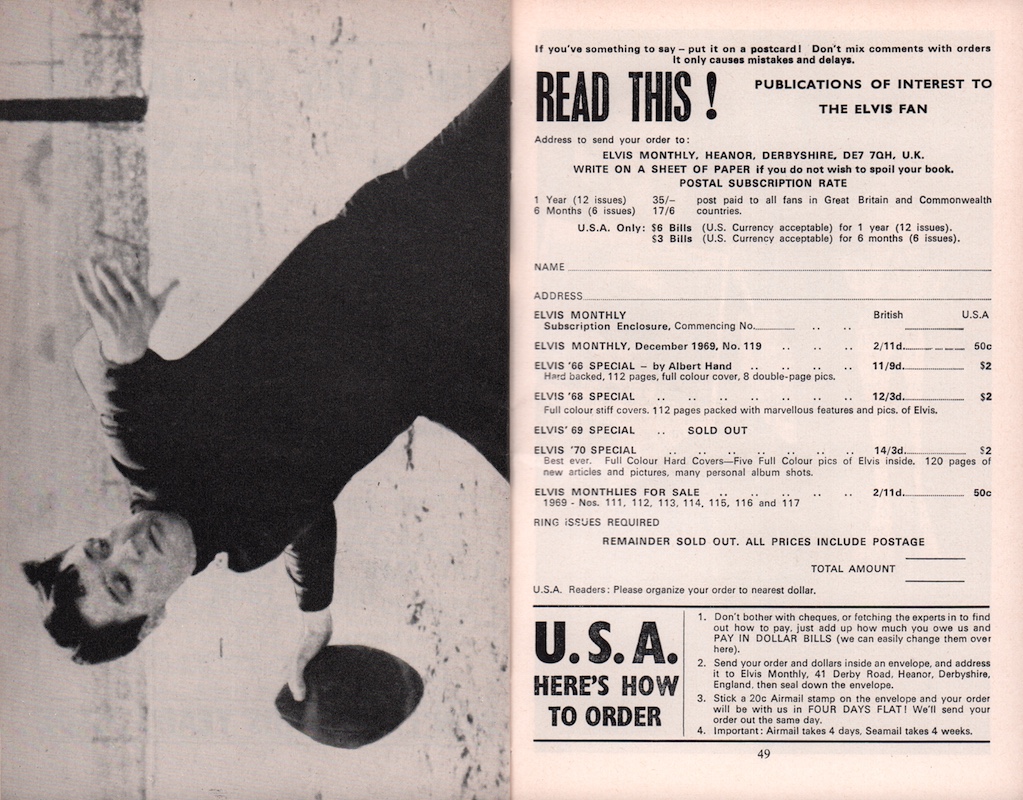 If you've something to say – put it on a postcard! Don't mix comments with orders
It only causes mistakes and delays.
READ THIS!
PUBLICATIONS OF INTEREST TO
THE ELVIS FAN
Address to send your order to:
ELVIS MONTHLY, HEANOR, DERBYSHIRE, DE7 7QH, U.K.
WRITE ON A SHEET OF PAPER if you do not wish to spoil your book.
POSTAL SUBSCRIPTION RATE
1 Year (12 issues) 35/– post paid to all fans in Great Britain and Commonwealth
6 Months (6 issues) 17/6 countries.
U.S.A. Only: $6 Bills (U.S. Currency acceptable) for 1 year (12 issues).
$3 Bills (U.S. Currency acceptable) for 6 months (6 issues).
NAME
ADDRESS
ELVIS MONTHLY British U.S.A
Subscription Enclosure, Commencing No. .. ..
ELVIS MONTHLY, December 1969, No. 119 .. .. .. 2/11d. 50c
ELVIS '66 SPECIAL – by Albert Hand .. .. .. .. 11/9d. $2
Hard backed, 112 pages, full colour cover, 8 double-page pics.
ELVIS '68 SPECIAL .. .. .. .. .. .. 12/3d. $2
Full colour stiff covers. 112 pages packed with marvellous features and pics. of Elvis.
ELVIS' 69 SPECIAL .. SOLD OUT
ELVIS '70 SPECIAL .. .. .. .. .. .. 14/3d. $2
Best ever. Full Colour Hard Covers—Five Full Colour pics of Elvis inside. 120 pages of
new articles and pictures, many personal album shots.
ELVIS MONTHLIES FOR SALE .. .. .. .. .. 2/11d. 50c
1969 - Nos. 111, 112, 113, 114, 115, 116 and 117
RING ISSUES REQUIRED
REMAINDER SOLD OUT. ALL PRICES INCLUDE POSTAGE
TOTAL AMOUNT
U.S.A. Readers: Please organize your order to nearest dollar.
U.S.A.
HERE'S HOW
TO ORDER
1. Don't bother with cheques, or fetching the experts in to find
out how to pay, just add up how much you owe us and
PAY IN DOLLAR BILLS (we can easily change them over
here).
2. Send your order and dollars inside an envelope, and address
it to Elvis Monthly, 41 Derby Road, Heanor, Derbyshire,
England, then seal down the envelope.
3. Stick a 20c Airmail stamp on the envelope and your order
will be with us in FOUR DAYS FLAT! We'll send your
order out the same day.
4. Important: Airmail takes 4 days, Seamail takes 4 weeks.
49